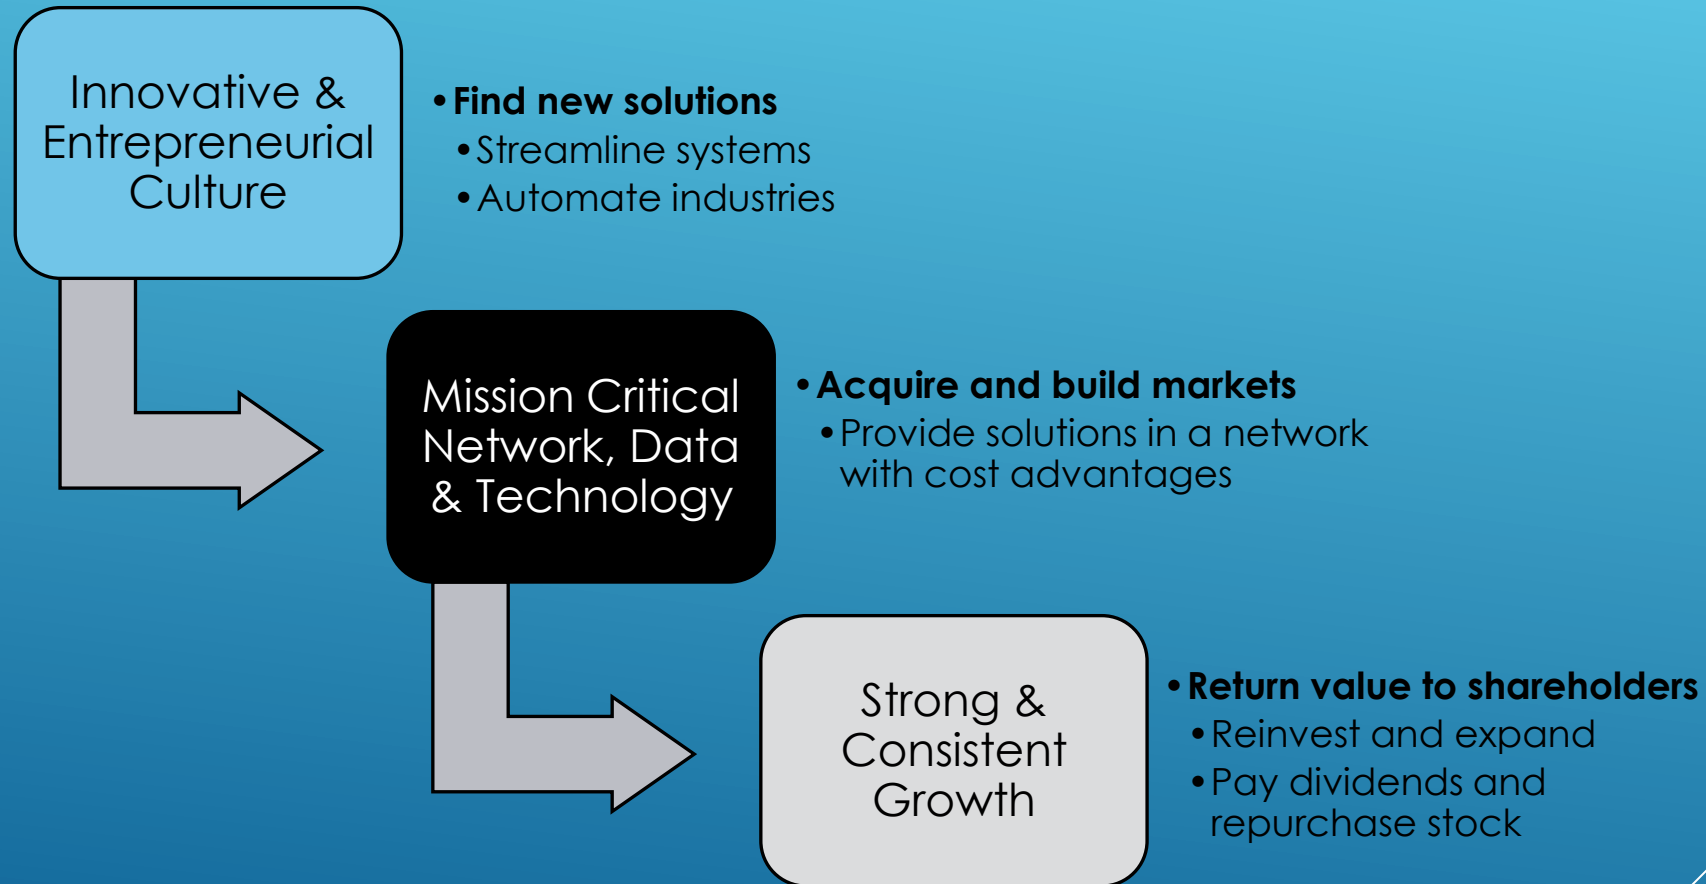 Innovative &
Entrepreneurial
Culture
•Find new solutions
•Streamline systems
•Automate industries
Mission Critical
Network, Data
& Technology
•Acquire and build markets
•Provide solutions in a network
with cost advantages
Strong &
Consistent
Growth
•Return value to shareholders
•Reinvest and expand
•Pay dividends and
repurchase stock